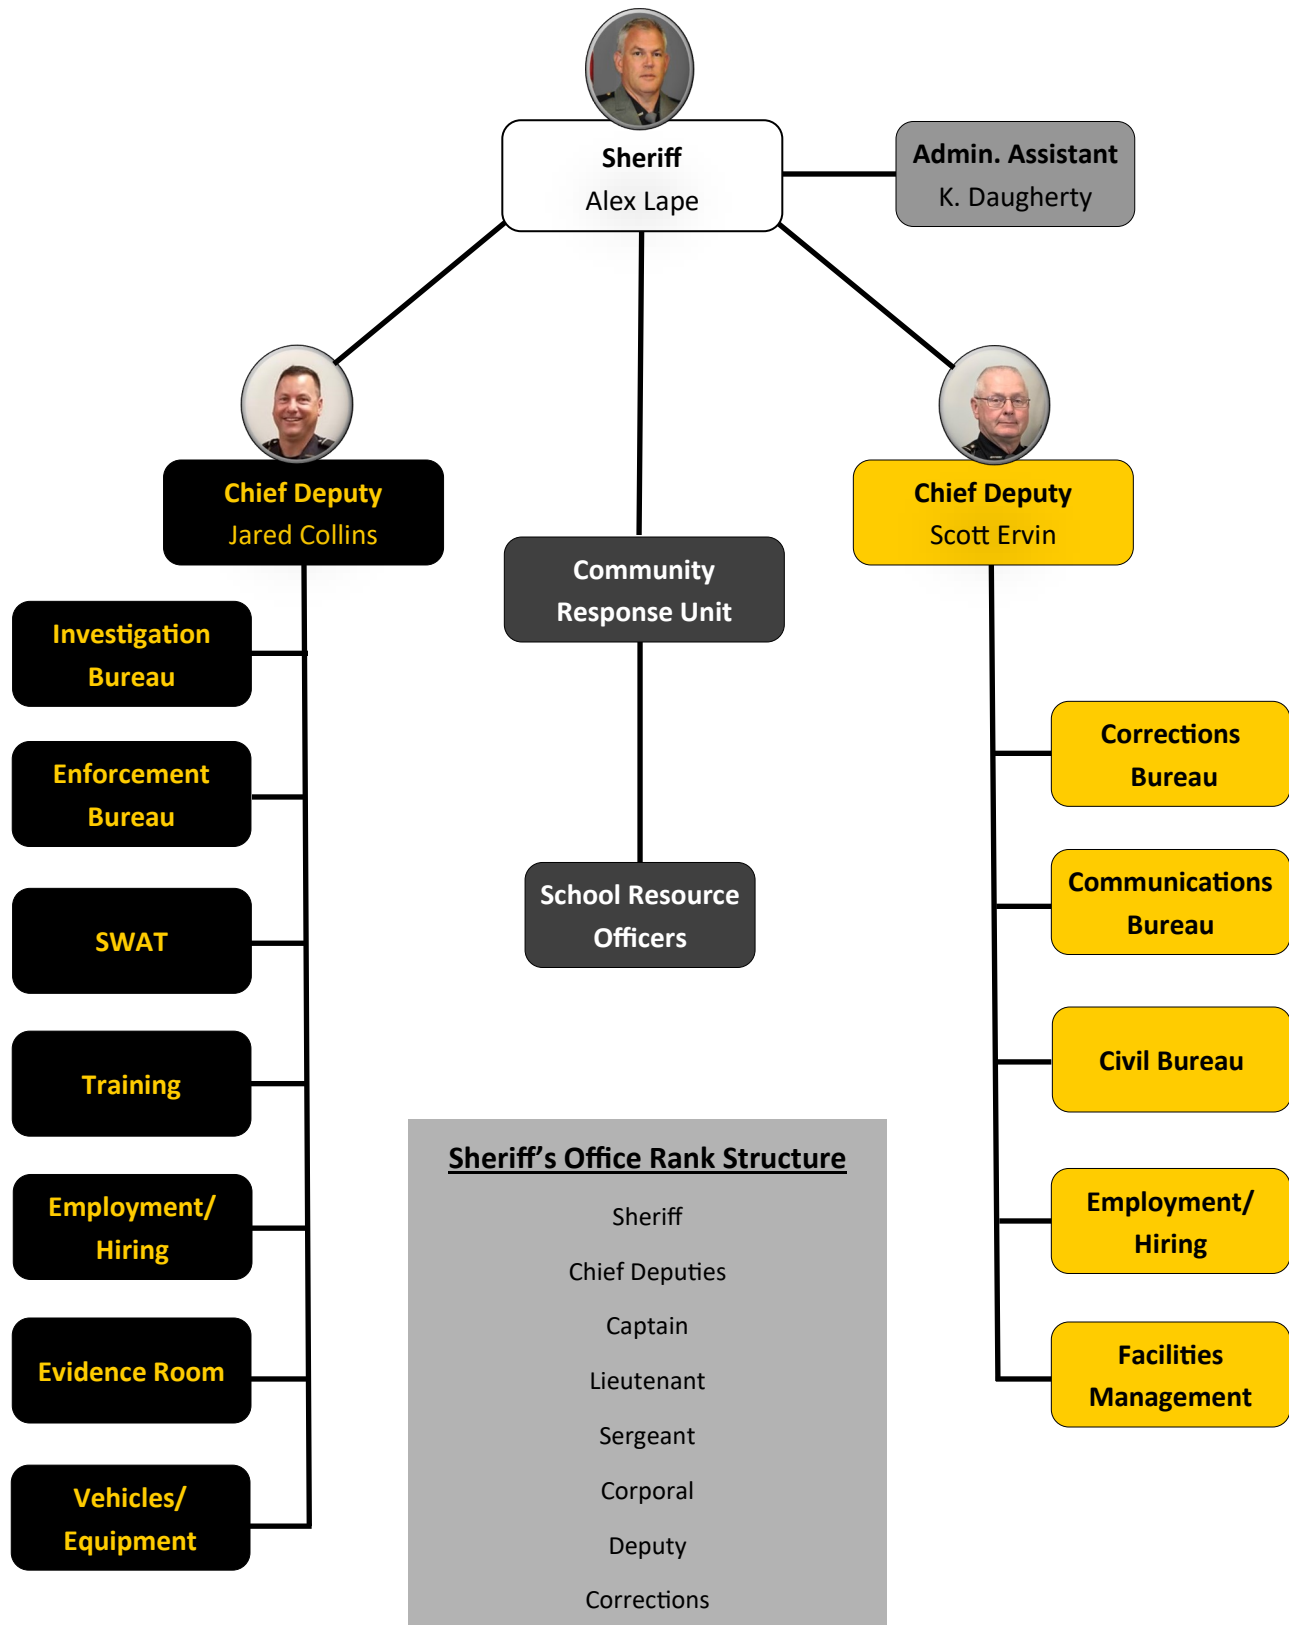 Sheriff
Alex Lape
Admin. Assistant
K. Daugherty
Chief Deputy
Jared Collins
Chief Deputy
Scott Ervin
Community
Response Unit
School Resource
Officers
Investigation
Bureau
Enforcement
Bureau
SWAT
Training
Employment/
Hiring
Evidence Room
Vehicles/
Equipment
Corrections
Bureau
Communications
Bureau
Civil Bureau
Employment/
Hiring
Facilities
Management
Sheriff’s Office Rank Structure
Sheriff
Chief Deputies
Captain
Lieutenant
Sergeant
Corporal
Deputy
Corrections